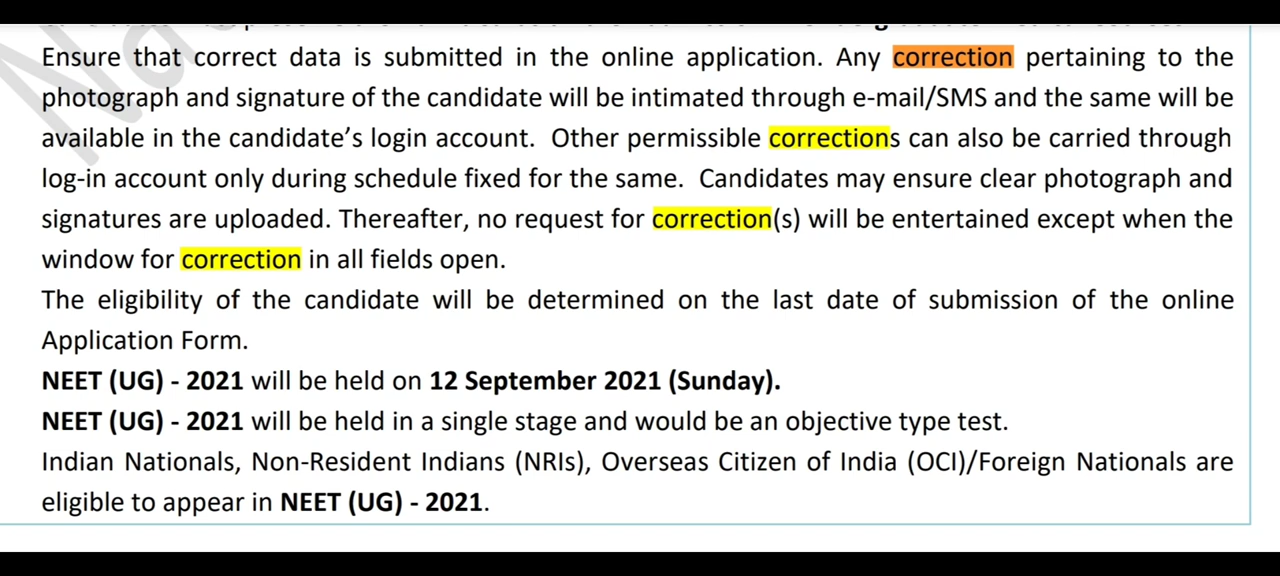 Ensure that correct data is submitted in the online application. Any correction pertaining to the
photograph and signature of the candidate will be intimated through e-mail/SMS and the same will be
available in the candidate’s login account. Other permissible corrections can also be carried through
log-in account only during schedule fixed for the same. Candidates may ensure clear photograph and
signatures are uploaded. Thereafter, no request for correction(s) will be entertained except when the
window for correction in all fields open.
The eligibility of the candidate will be determined on the last date of submission of the online
Application Form.
NEET (UG) - 2021 will be held on 12 September 2021 (Sunday).
NEET (UG) - 2021 will be held in a single stage and would be an objective type test.
Indian Nationals, Non-Resident Indians (NRIs), Overseas Citizen of India (OCI)/Foreign Nationals are
eligible to appear in NEET (UG) - 2021.